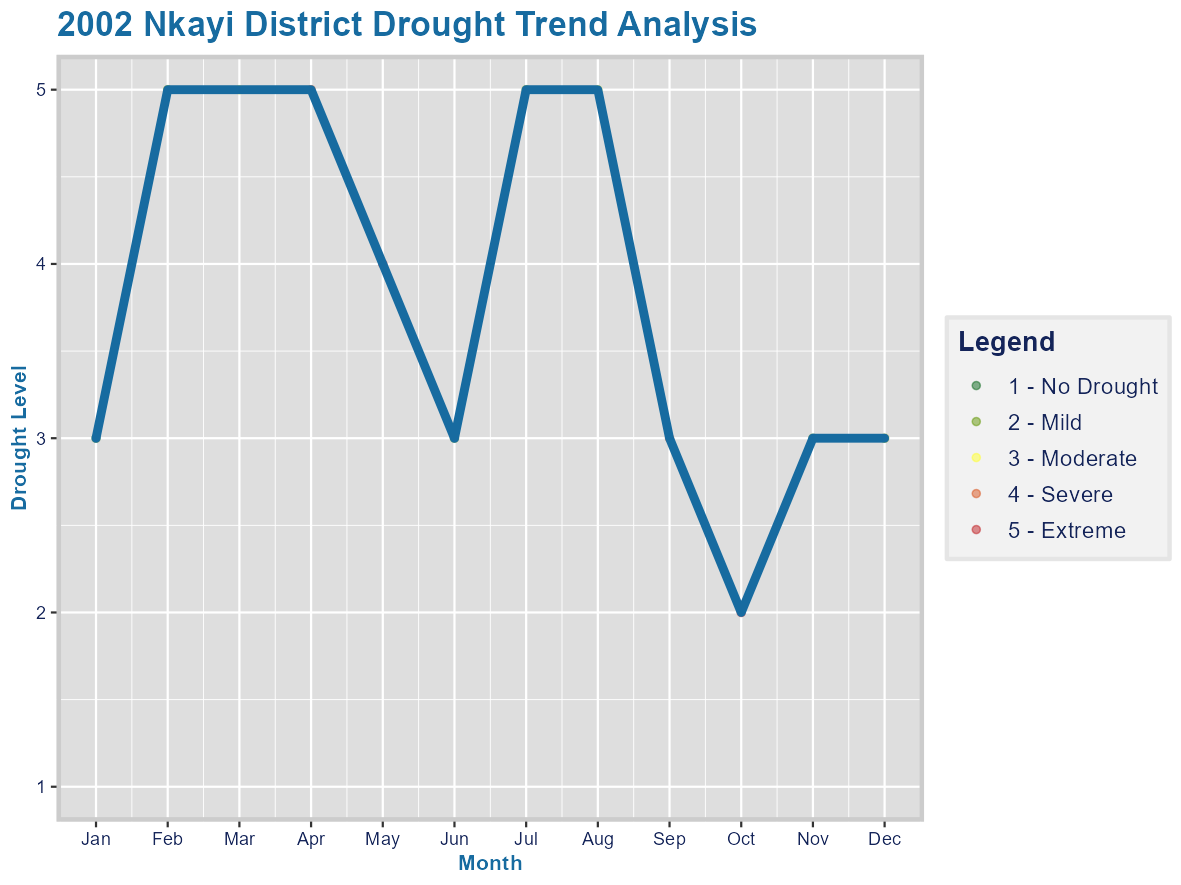 2002 Nkayi District Drought Trend Analysis
Drought Level
5
4
3
2
1
Jan Feb Mar Apr May Jun Jul Aug Sep Oct Nov Dec
Month
Legend
1 - No Drought
2 - Mild
3 - Moderate
4 - Severe
5 - Extreme